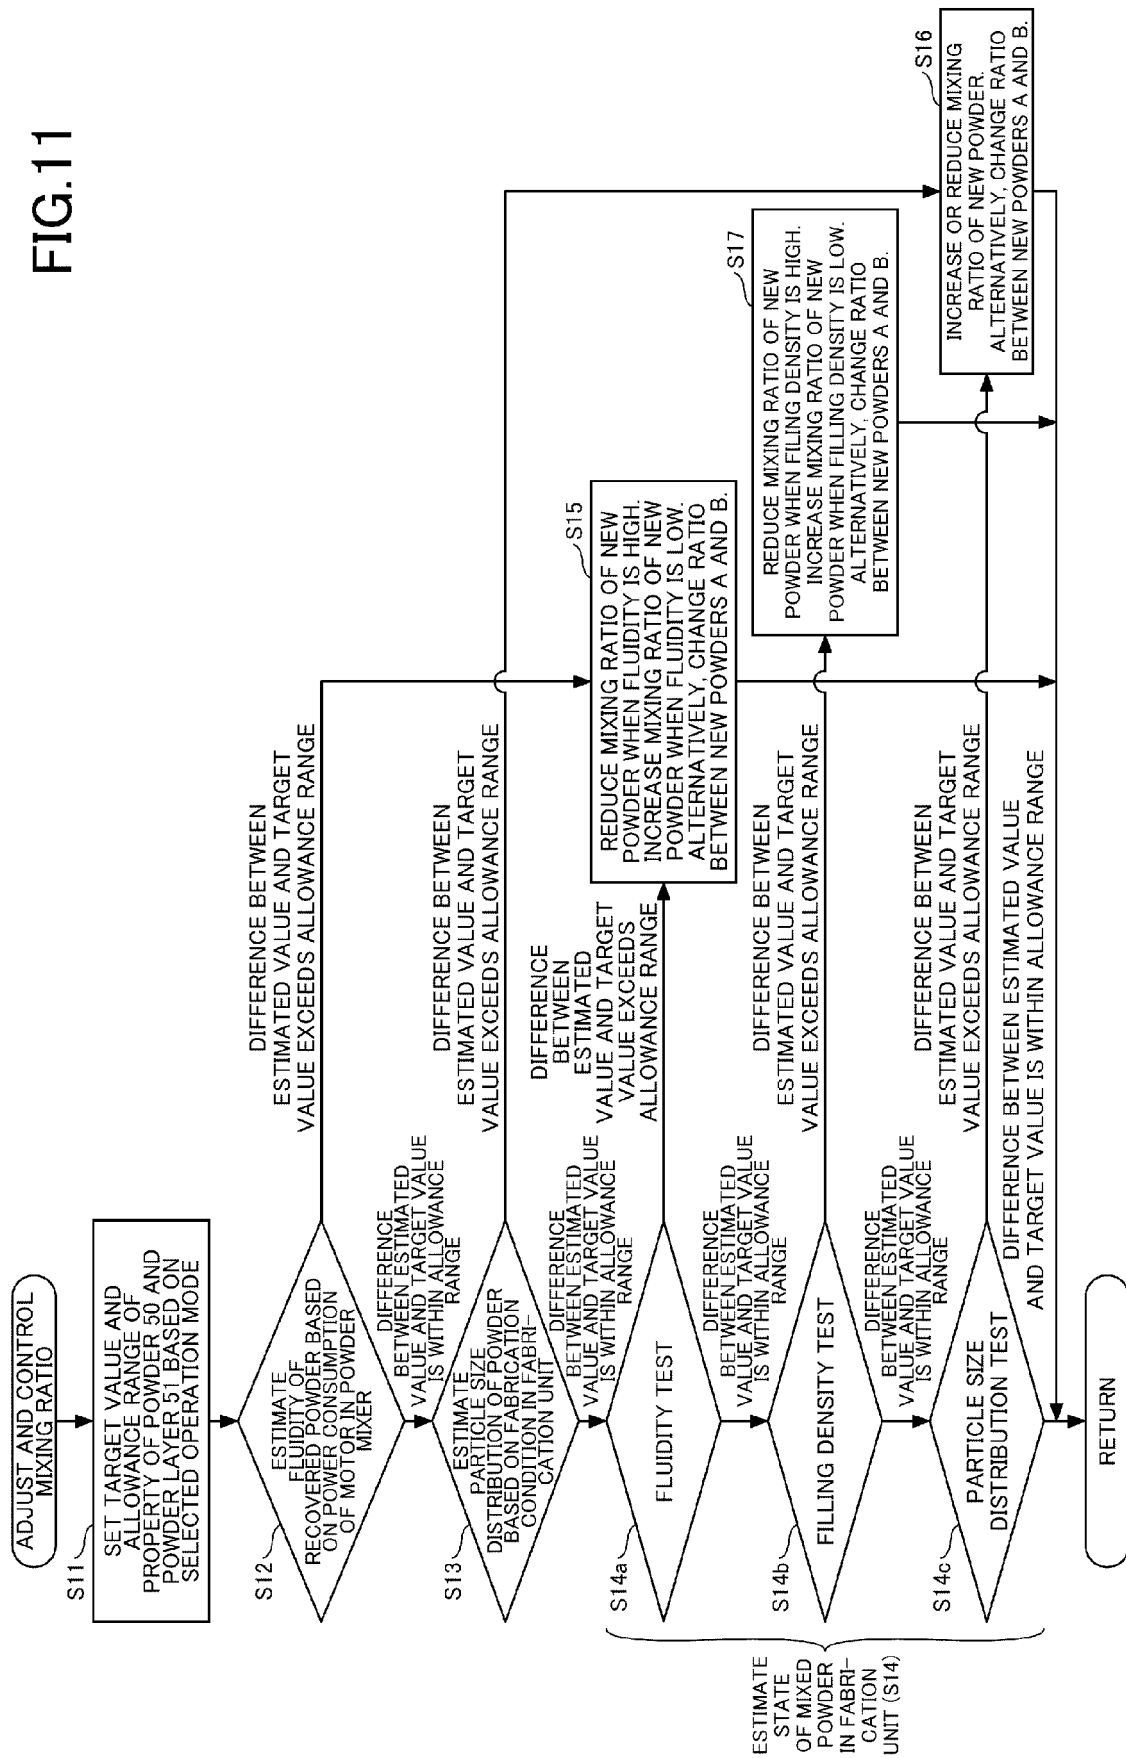 FIG.11
ADJUST AND CONTROL
MIXING RATIO
S11
SET TARGET VALUE AND
ALLOWANCE RANGE OF
PROPERTY OF POWDER 50 AND
POWDER LAYER 51 BASED ON
SELECTED OPERATION MODE
S12
ESTIMATE
FLUIDITY OF
RECOVERED POWDER BASED
ON POWER CONSUMPTION
OF MOTOR IN POWDER
MIXER
DIFFERENCE BETWEEN
ESTIMATED VALUE AND TARGET
VALUE EXCEEDS ALLOWANCE RANGE
DIFFERENCE
BETWEEN ESTIMATED
VALUE AND TARGET VALUE
IS WITHIN ALLOWANCE
RANGE
S13
ESTIMATE
PARTICLE SIZE
DISTRIBUTION OF POWDER
BASED ON FABRICATION
CONDITION IN FABRI-
CATION UNIT
DIFFERENCE BETWEEN
ESTIMATED VALUE AND TARGET
VALUE EXCEEDS ALLOWANCE RANGE
DIFFERENCE
BETWEEN ESTIMATED
VALUE AND TARGET VALUE
IS WITHIN ALLOWANCE
RANGE
S14a
FLUIDITY TEST
DIFFERENCE
BETWEEN
ESTIMATED
VALUE AND TARGET
VALUE EXCEEDS
ALLOWANCE RANGE
S15
REDUCE MIXING RATIO OF NEW
POWDER WHEN FLUIDITY IS HIGH.
INCREASE MIXING RATIO OF NEW
POWDER WHEN FLUIDITY IS LOW.
ALTERNATIVELY, CHANGE RATIO
BETWEEN NEW POWDERS A AND B.
DIFFERENCE
BETWEEN ESTIMATED
VALUE AND TARGET VALUE
IS WITHIN ALLOWANCE
RANGE
S14b
FILLING DENSITY TEST
DIFFERENCE BETWEEN
ESTIMATED VALUE AND TARGET
VALUE EXCEEDS ALLOWANCE RANGE
S17
REDUCE MIXING RATIO OF NEW
POWDER WHEN FILING DENSITY IS HIGH.
INCREASE MIXING RATIO OF NEW
POWDER WHEN FILLING DENSITY IS LOW.
ALTERNATIVELY, CHANGE RATIO
BETWEEN NEW POWDERS A AND B.
DIFFERENCE
BETWEEN ESTIMATED
VALUE AND TARGET VALUE
IS WITHIN ALLOWANCE
RANGE
S14c
PARTICLE SIZE
DISTRIBUTION TEST
DIFFERENCE BETWEEN
ESTIMATED VALUE AND TARGET
VALUE EXCEEDS ALLOWANCE RANGE
S16
INCREASE OR REDUCE MIXING
RATIO OF NEW POWDER.
ALTERNATIVELY, CHANGE RATIO
BETWEEN NEW POWDERS A AND B.
DIFFERENCE BETWEEN ESTIMATED VALUE
AND TARGET VALUE IS WITHIN ALLOWANCE RANGE
ESTIMATE
STATE
OF MIXED
POWDER
IN FABRI-
CATION
UNIT (S14)
RETURN